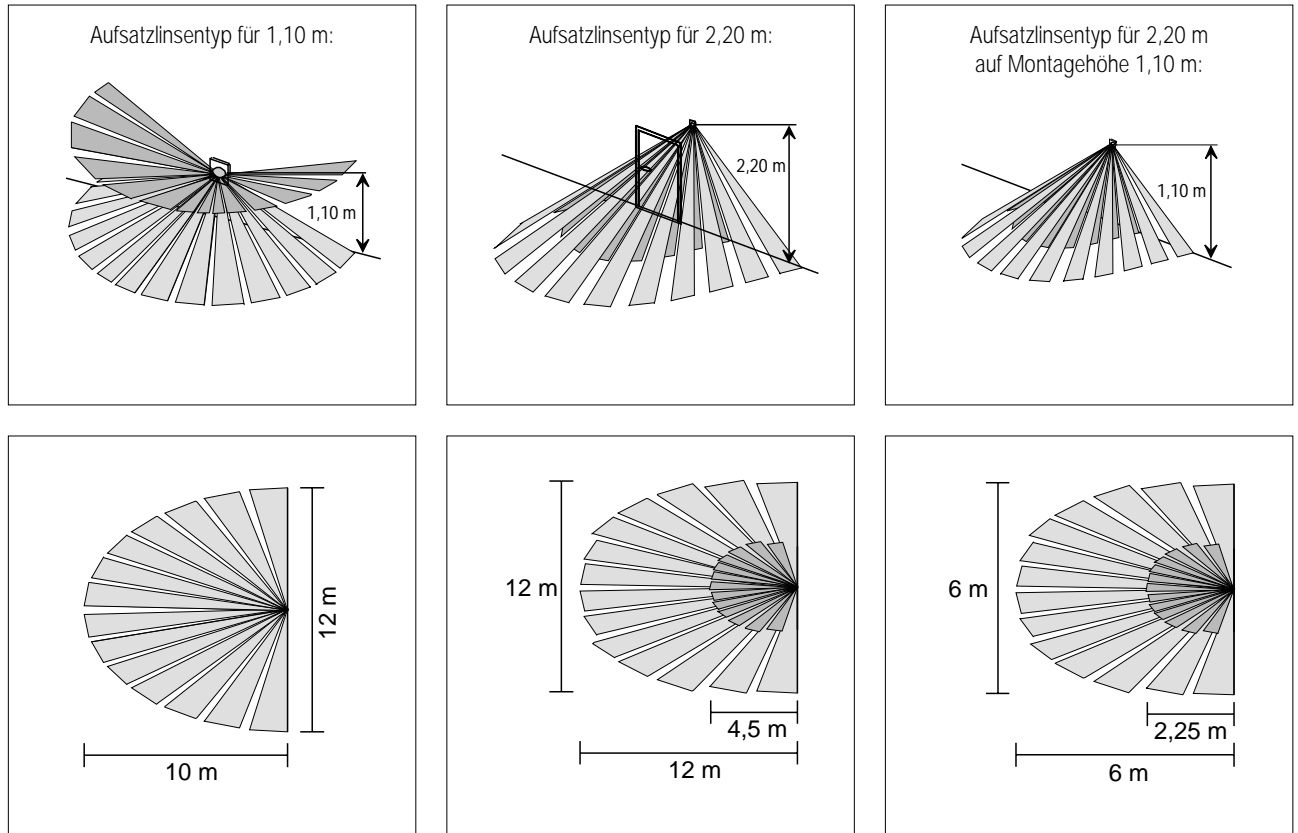 Aufsatzlinsentyp für 1,10 m:
1,10 m
Aufsatzlinsentyp für 2,20 m:
2,20 m
Aufsatzlinsentyp für 2,20 m
auf Montagehöhe 1,10 m:
1,10 m
12 m
10 m
12 m
4,5 m
12 m
6 m
2,25 m
6 m